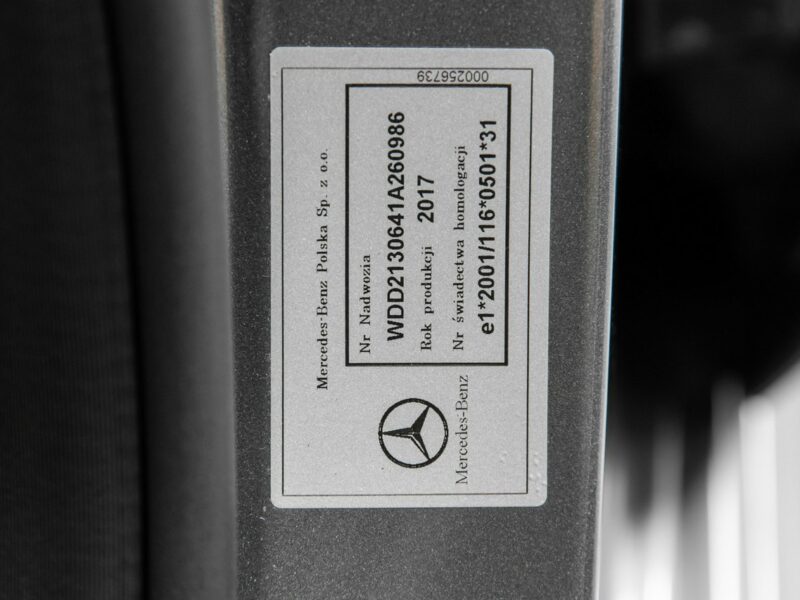 Mercedes-Benz Polska Sp. z o.o.
Nr Nadwozia
WDD2130641A260986
Rok produkcji 2017
Nr świadectwa homologacji
e1*2001/116*0501*31
Mercedes-Benz
000256739